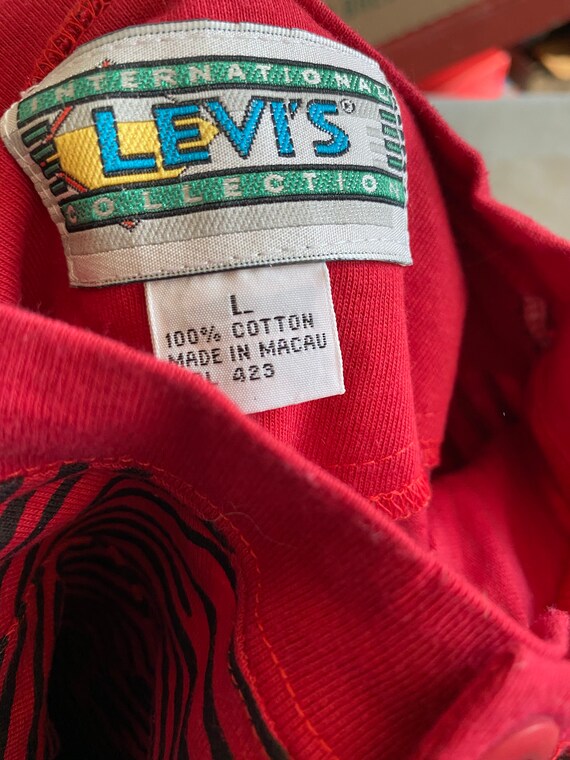 INTERNATIONAL
LEVI'S®
COLLECTION
L
100% COTTON
MADE IN MACAU
423